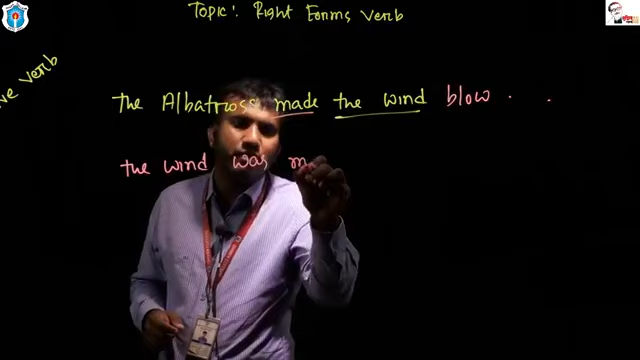 Topic: Right Forms Verb
ve verb
the Albatross made the wind blow.
the wind was m